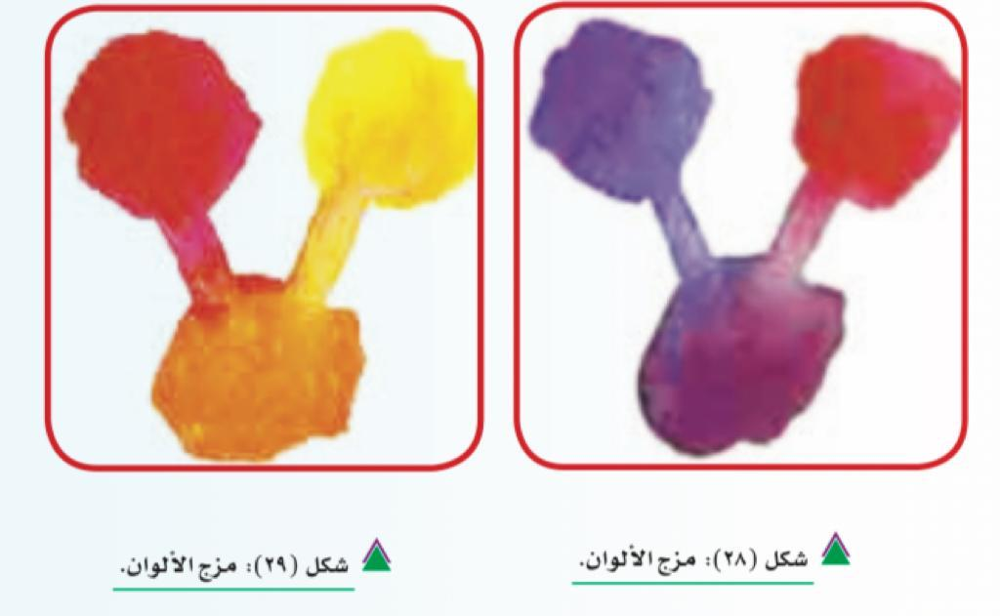 شكل (٢٨): مزج الألوان.
شكل (٢٩): مزج الألوان.